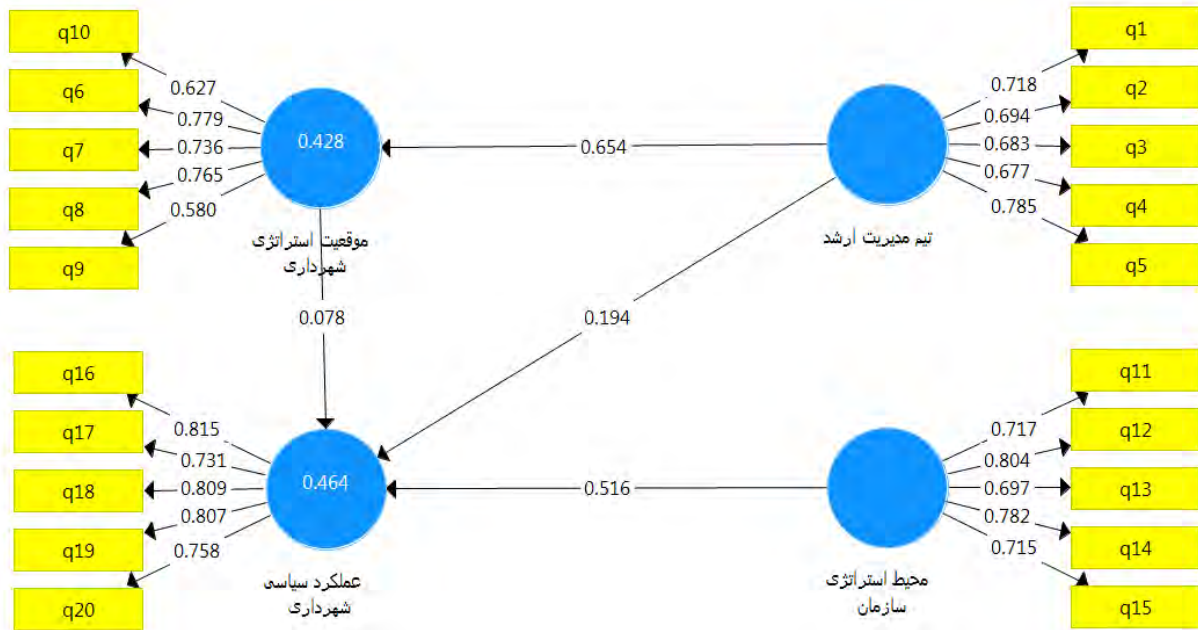 q10
q6
q7
q8
q9
0.627
0.779
0.736
0.765
0.580
0.428
موقعیت استراتژی
شهرداری
0.654
تیم مدیریت ارشد
0.718
0.694
0.683
0.677
0.785
q1
q2
q3
q4
q5
0.078
0.194
q16
q17
q18
q19
q20
0.815
0.731
0.809
0.807
0.758
0.464
عملکرد سیاسی
شهرداری
0.516
محیط استراتژی
سازمان
0.717
0.804
0.697
0.782
0.715
q11
q12
q13
q14
q15